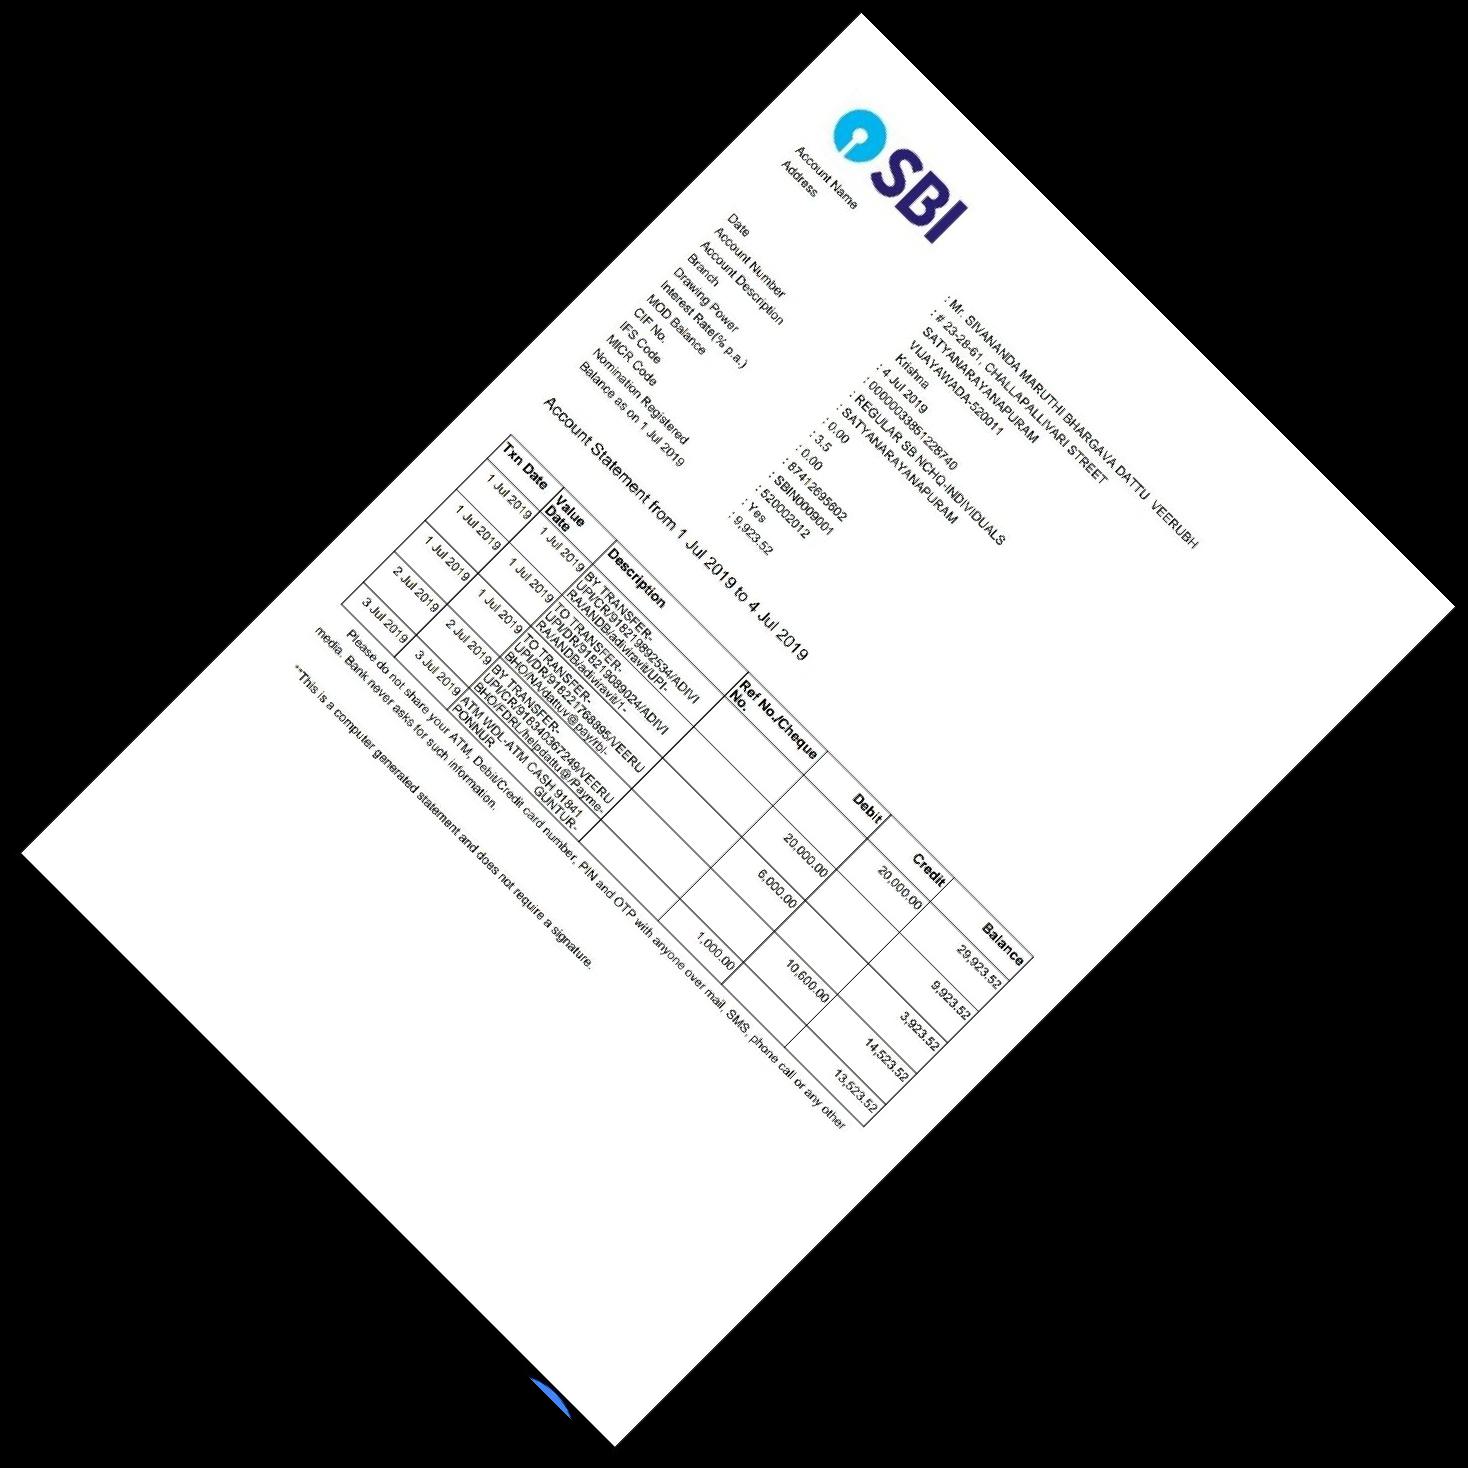 SBI
Account Name : Mr. SIVANANDA MARUTHI BHARGAVA DATTU VEERUBH
Address : # 23-28-61, CHALLAPALLIVARI STREET
SATYANARAYANAPURAM
VIJAYAWADA-520011
Krishna
Date : 4 Jul 2019
Account Number : 00000033851228740
Account Description : REGULAR SB NCHQ-INDIVIDUALS
Branch : SATYANARAYANAPURAM
Drawing Power : 0.00
Interest Rate(% p.a.) : 3.5
MOD Balance : 0.00
CIF No. : 87412695602
IFS Code : SBIN0009001
MICR Code : 520002012
Nomination Registered : Yes
Balance as on 1 Jul 2019 : 9,923.52
Account Statement from 1 Jul 2019 to 4 Jul 2019
Txn Date Value Date Description Ref No./Cheque No. Debit Credit Balance
1 Jul 2019 1 Jul 2019 BY TRANSFER- 20,000.00 29,923.52
UPI/CR/918219892534/ADIVI
RA/ANDB/adiviravit/UPI-
1 Jul 2019 1 Jul 2019 TO TRANSFER- 20,000.00 9,923.52
UPI/DR/918219089024/ADIVI
RA/ANDB/adiviravit/1-
1 Jul 2019 1 Jul 2019 TO TRANSFER- 6,000.00 3,923.52
UPI/DR/918221768895/VEERU
BHO/NA/dattuv@pay/rbl-
2 Jul 2019 2 Jul 2019 BY TRANSFER- 10,600.00 14,523.52
UPI/CR/918340367249/VEERU
BHO/FDRL/helpdattu@/Payme-
3 Jul 2019 3 Jul 2019 ATM WDL-ATM CASH 91841 1,000.00 13,523.52
PONNUR GUNTUR-
Please do not share your ATM, Debit/Credit card number, PIN and OTP with anyone over mail, SMS, phone call or any other
media. Bank never asks for such information.
**This is a computer generated statement and does not require a signature.